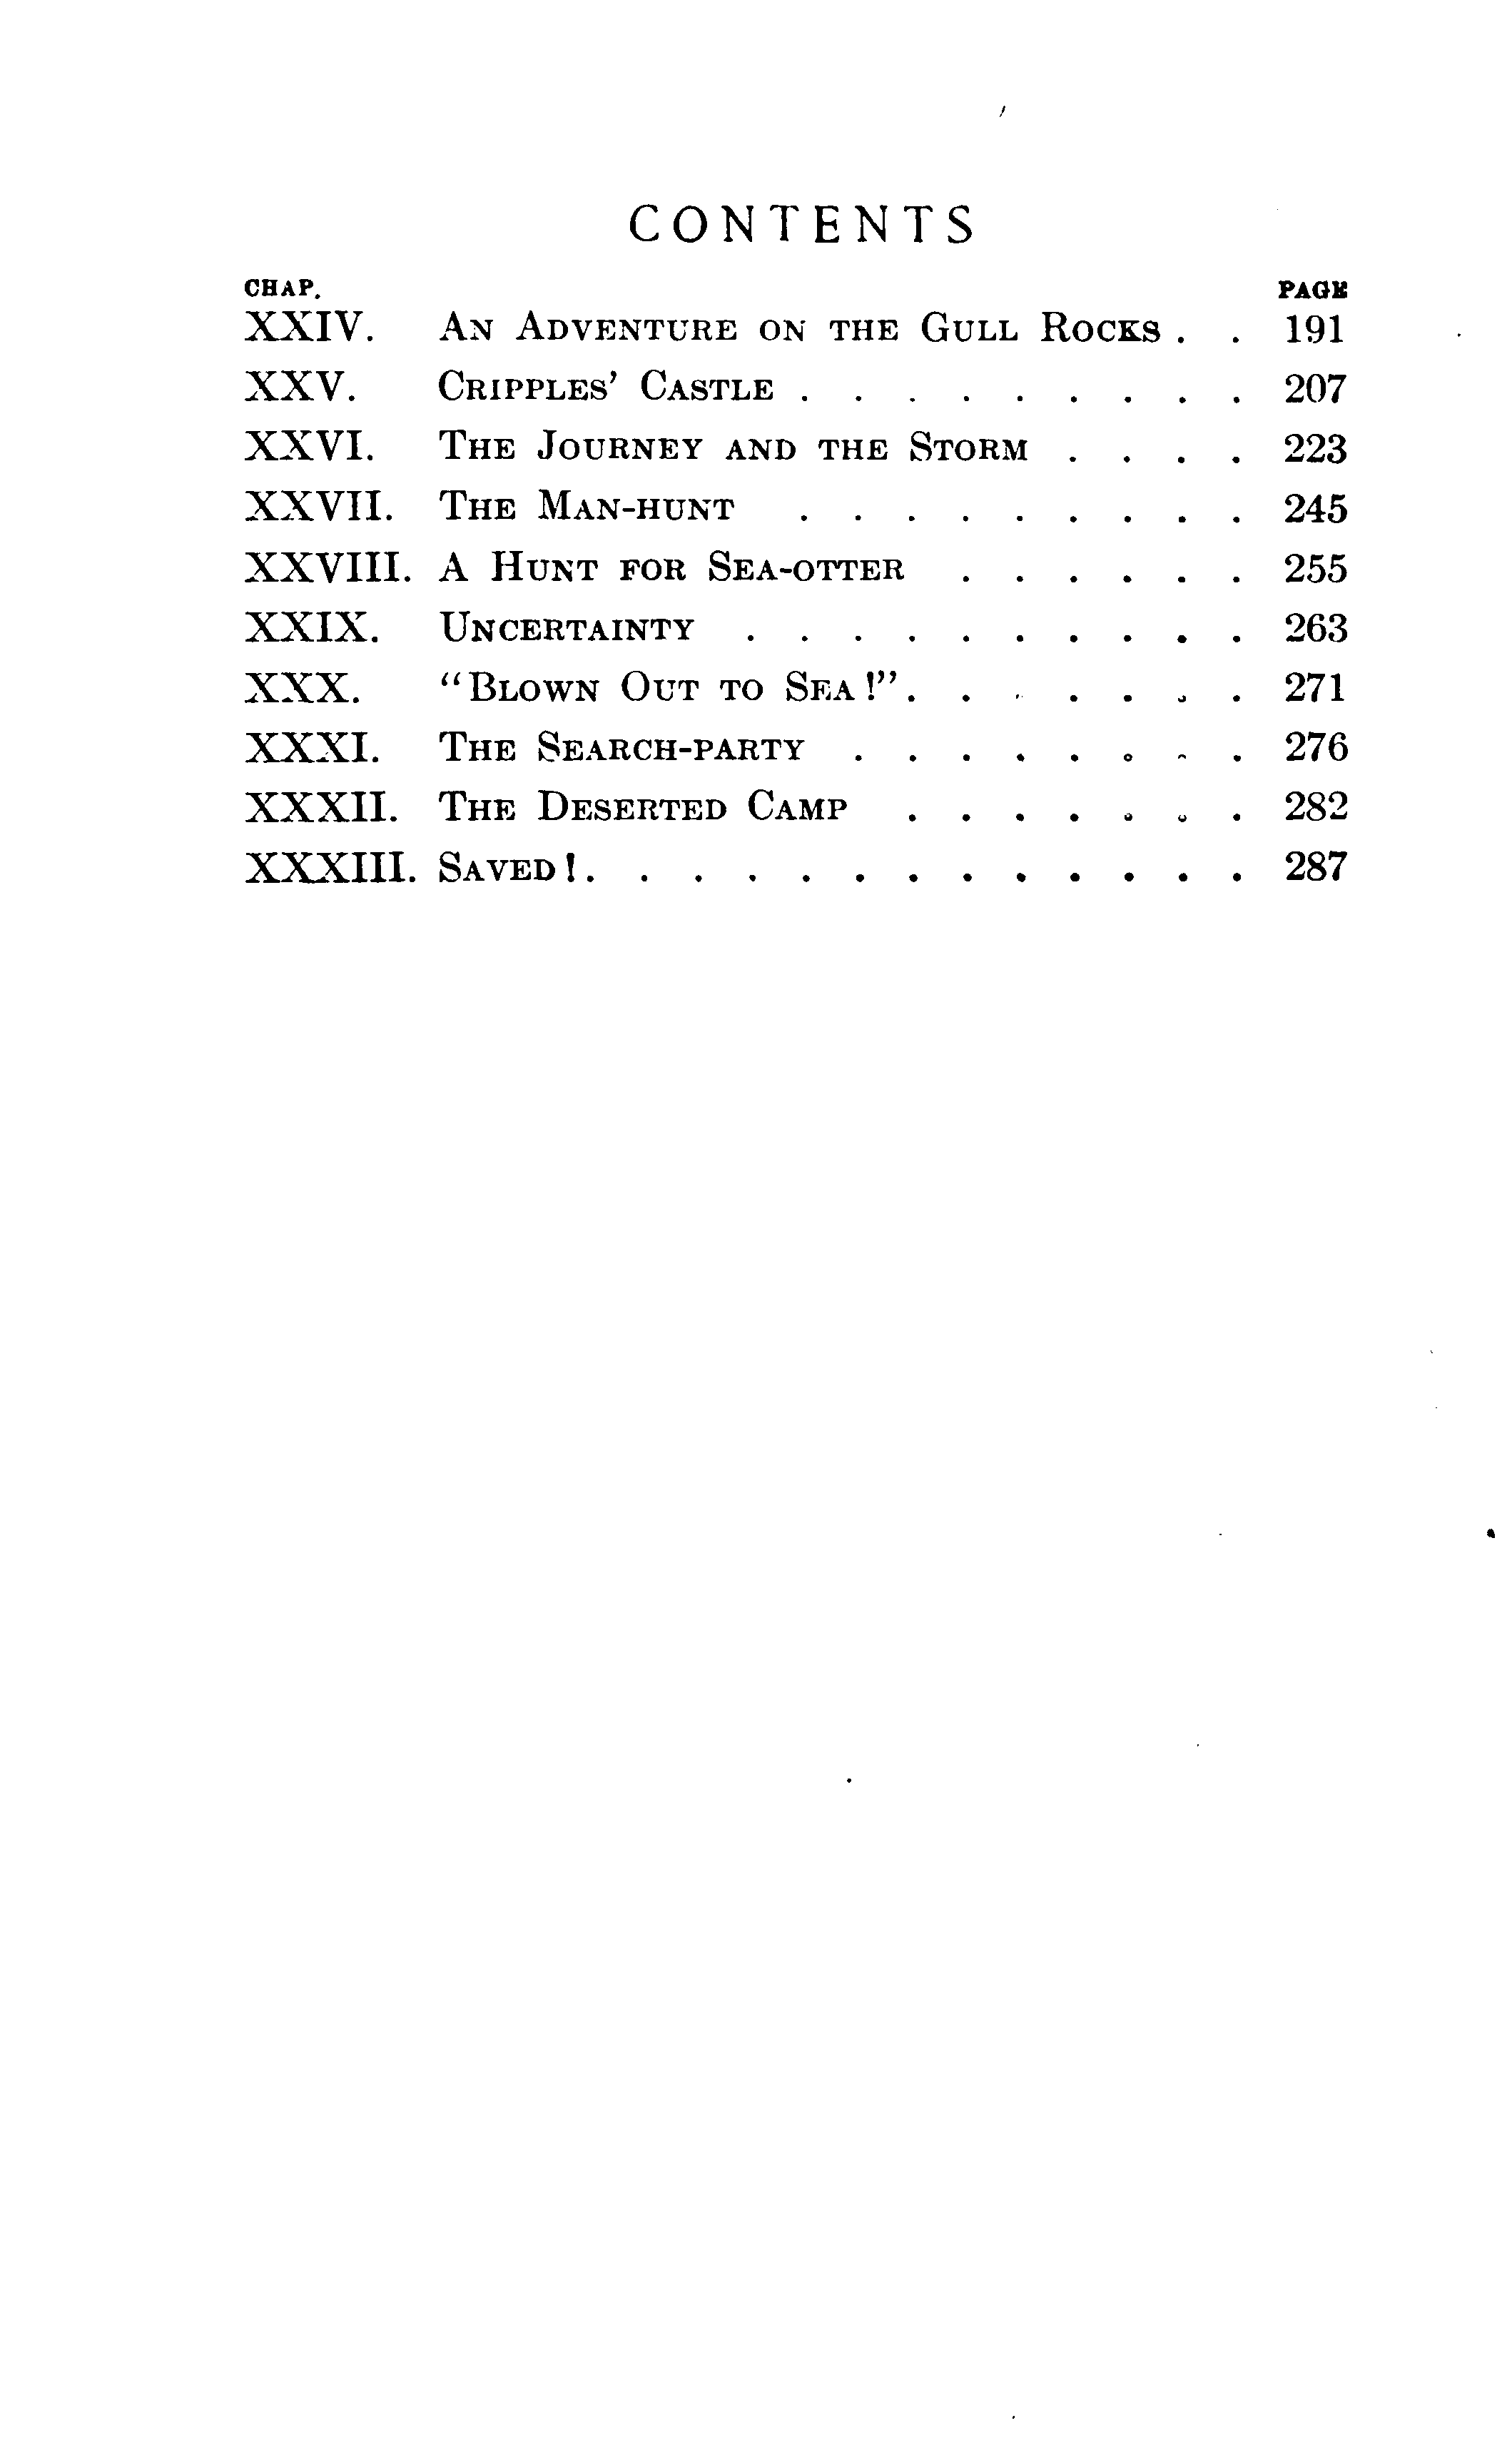 CONTENTS
CHAP. PAGE
XXIV. An Adventure on the Gull Rocks . . 191
XXV. Cripples' Castle . . . . . . . . . 207
XXVI. The Journey and the Storm . . . . 223
XXVII. The Man-hunt . . . . . . . . . 245
XXVIII. A Hunt for Sea-otter . . . . . . 255
XXIX. Uncertainty . . . . . . . . . . 263
XXX. "Blown Out to Sea!" . . . . . . . 271
XXXI. The Search-party . . . . . . . . 276
XXXII. The Deserted Camp . . . . . . . 282
XXXIII. Saved! . . . . . . . . . . . . . 287